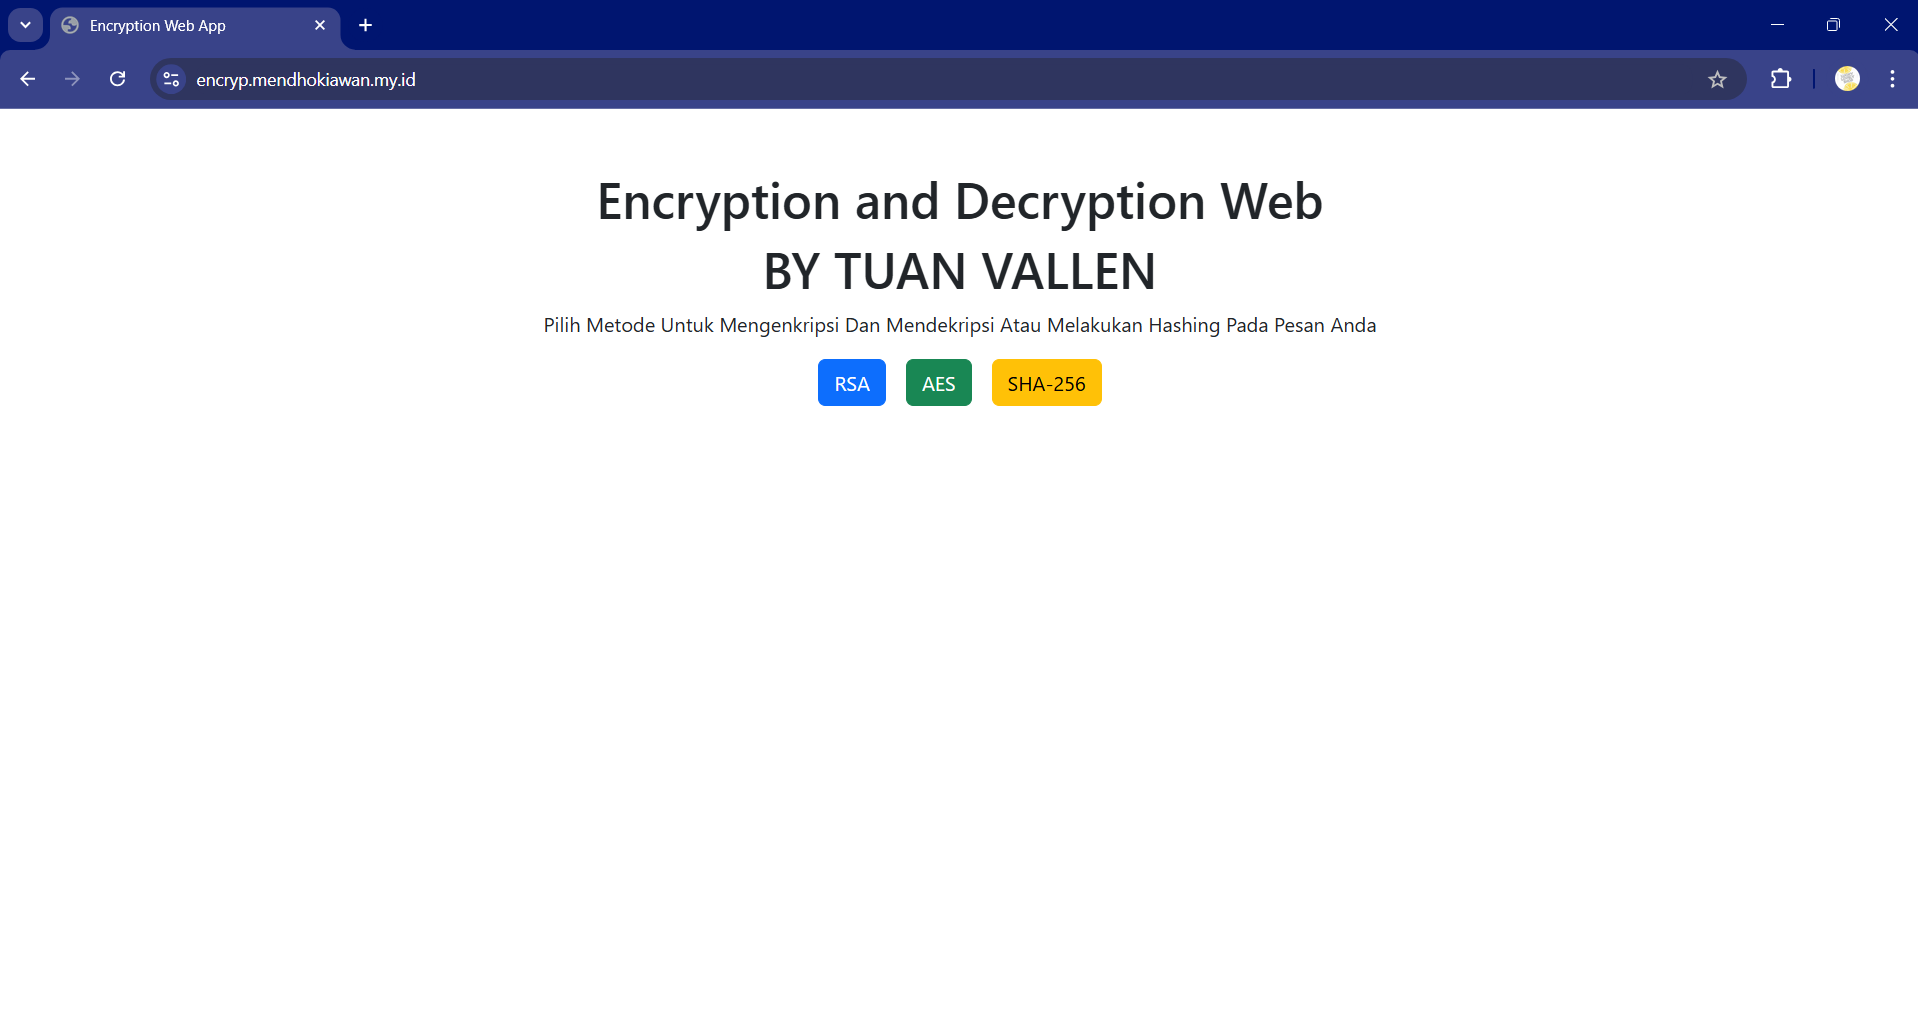 Encryption Web App
encryp.mendhokiawan.my.id
Encryption and Decryption Web
BY TUAN VALLEN
Pilih Metode Untuk Mengenkripsi Dan Mendekripsi Atau Melakukan Hashing Pada Pesan Anda
RSA AES SHA-256